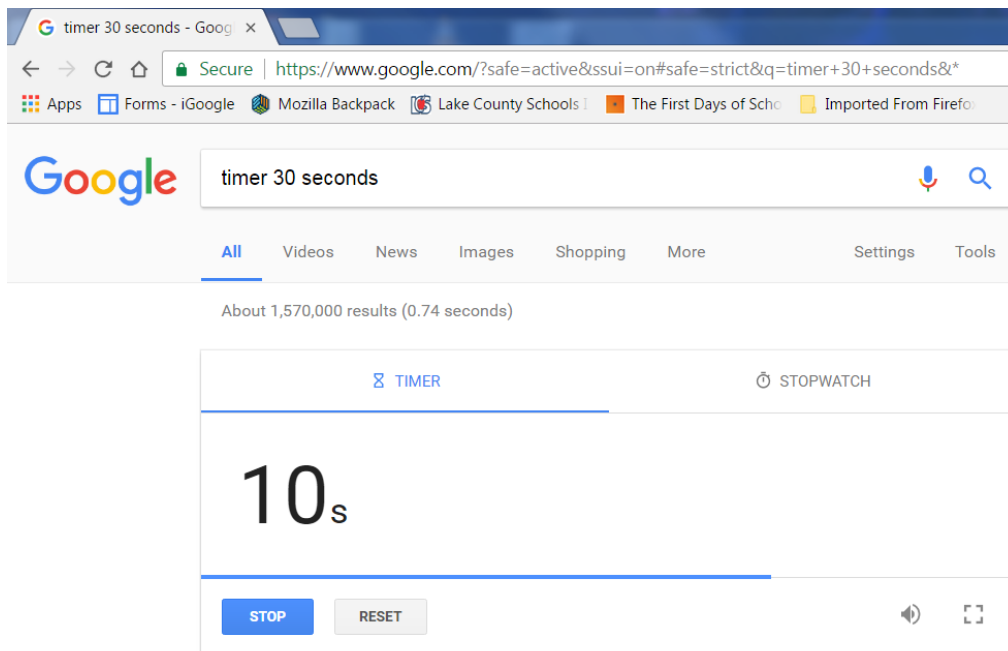 timer 30 seconds - Goog
Secure | https://www.google.com/?safe=active&ssui=on#safe=strict&q=timer+30+seconds&*
Apps Forms - iGoogle Mozilla Backpack Lake County Schools The First Days of Scho Imported From Firefo
Google timer 30 seconds
All Videos News Images Shopping More Settings Tools
About 1,570,000 results (0.74 seconds)
TIMER STOPWATCH
10s
STOP RESET